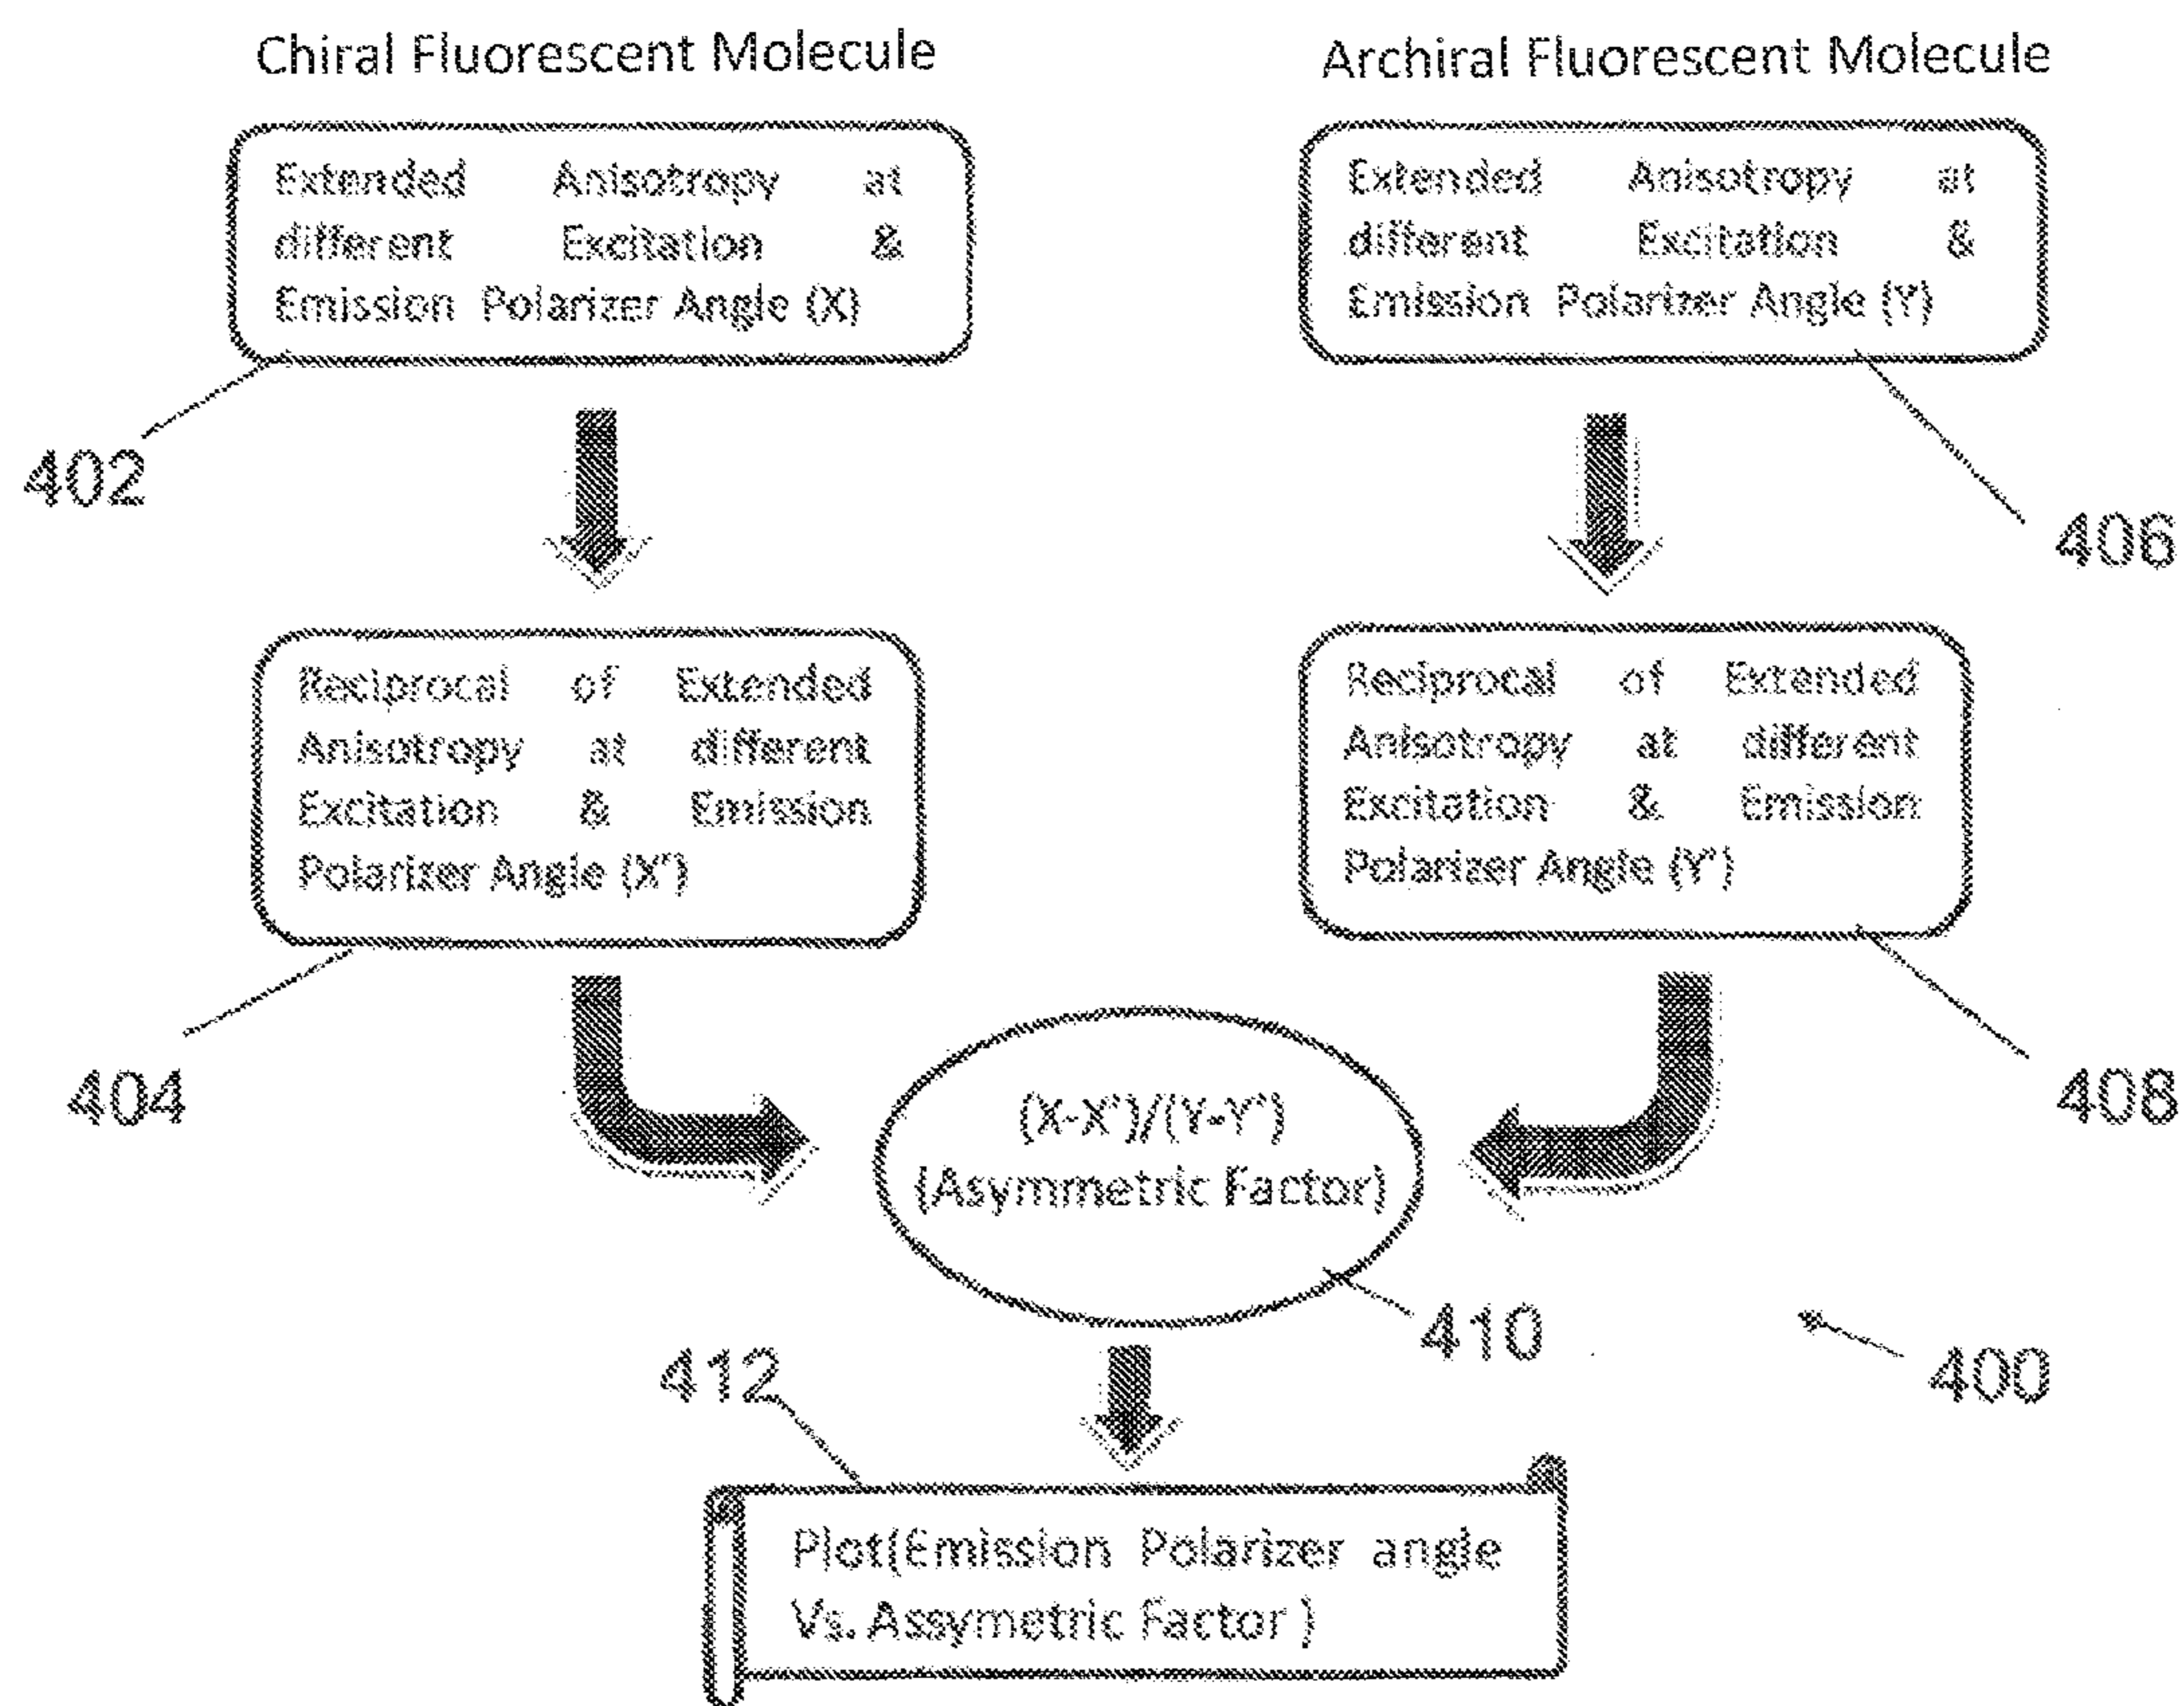 Chiral Fluorescent Molecule
Archiral Fluorescent Molecule
Extended Anisotropy at
different Excitation &
Emission Polarizer Angle (X)
Extended Anisotropy at
different Excitation &
Emission Polarizer Angle (Y)
402
406
Reciprocal of Extended
Anisotropy at different
Excitation & Emission
Polarizer Angle (X')
Reciprocal of Extended
Anisotropy at different
Excitation & Emission
Polarizer Angle (Y')
404
408
(X-X')/(Y-Y')
(Asymmetric Factor)
410
400
412
Plot(Emission Polarizer angle
Vs. Assymetric Factor )